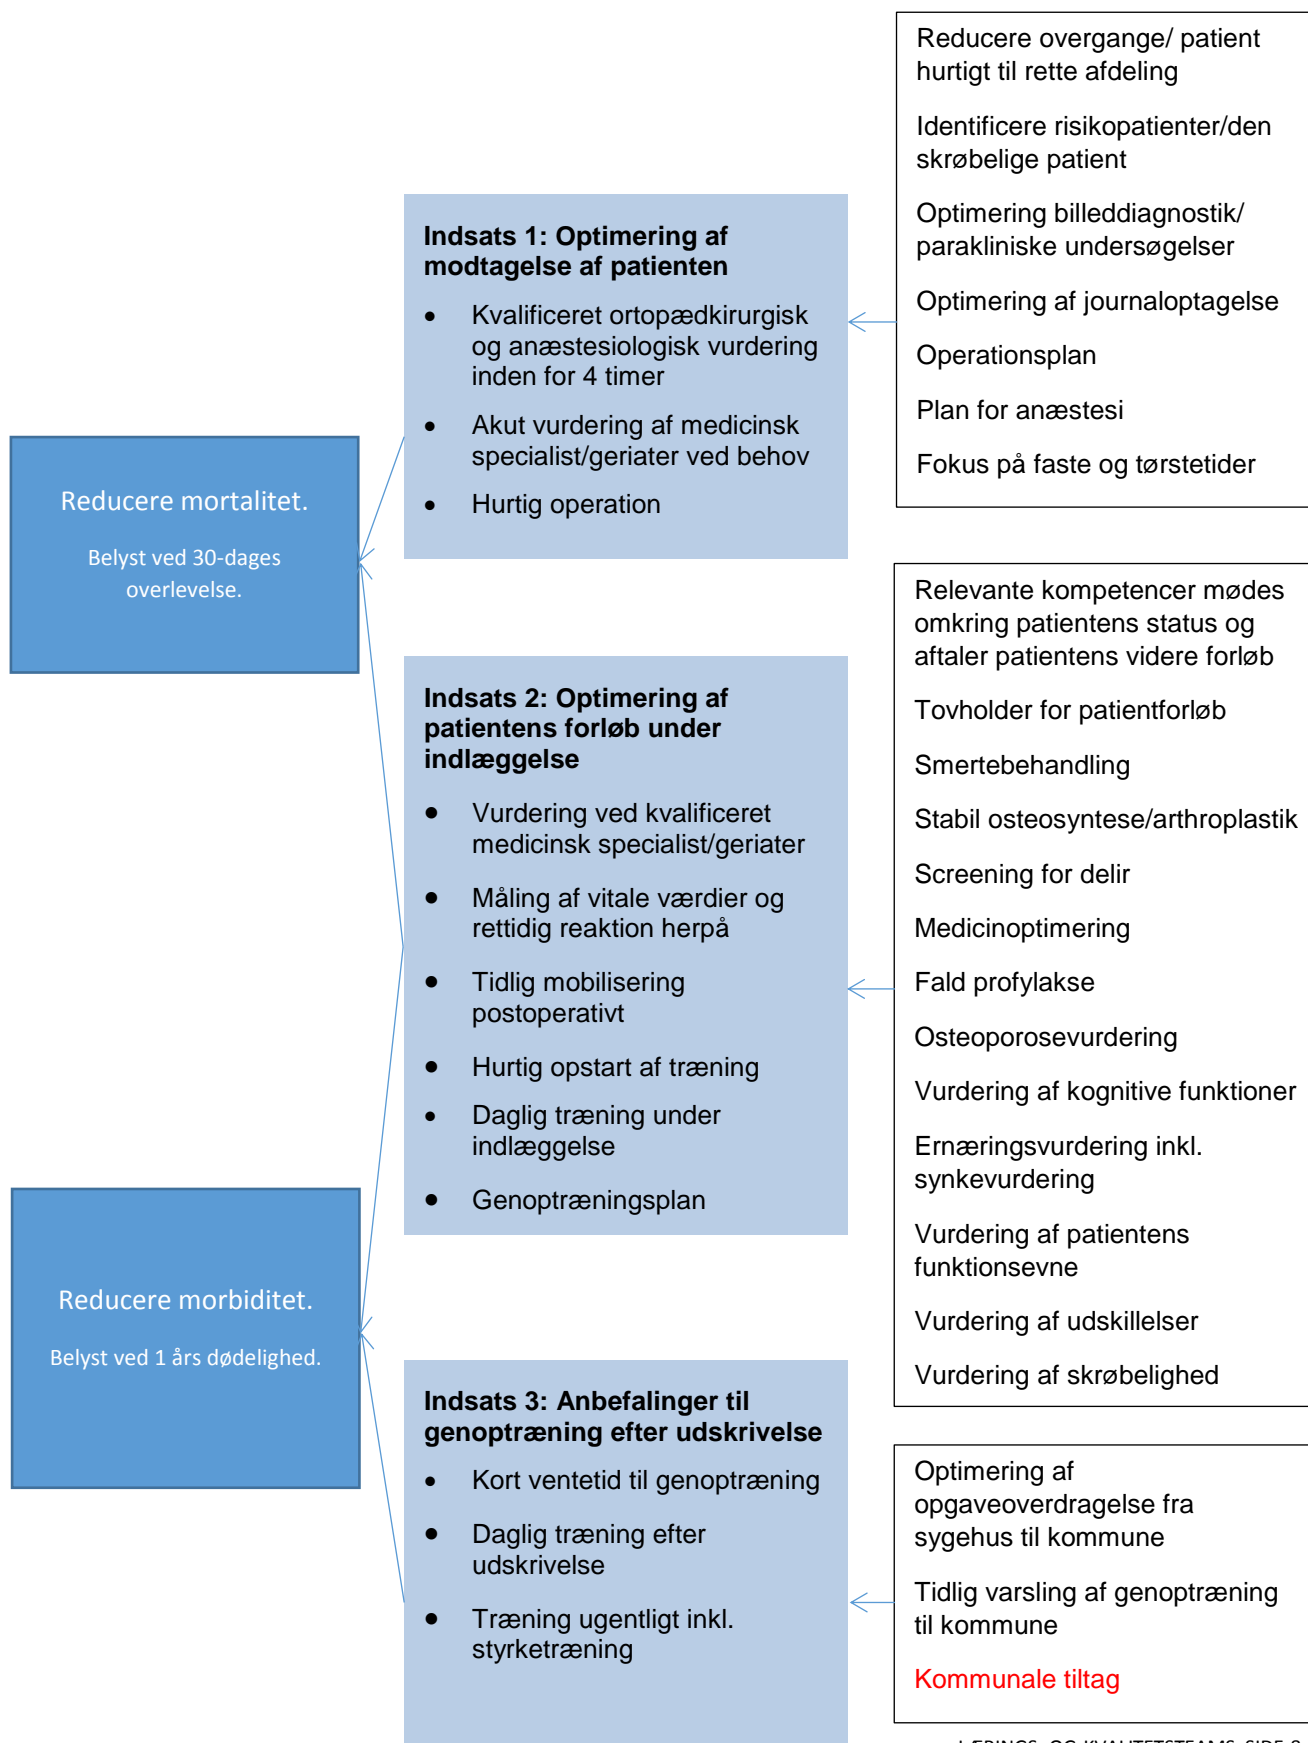 Reducere mortalitet.
Belyst ved 30-dages
overlevelse.
Reducere morbiditet.
Belyst ved 1 års dødelighed.
Indsats 1: Optimering af
modtagelse af patienten
• Kvalificeret ortopædkirurgisk
og anæstesiologisk vurdering
inden for 4 timer
• Akut vurdering af medicinsk
specialist/geriater ved behov
• Hurtig operation
Indsats 2: Optimering af
patientens forløb under
indlæggelse
• Vurdering ved kvalificeret
medicinsk specialist/geriater
• Måling af vitale værdier og
rettidig reaktion herpå
• Tidlig mobilisering
postoperativt
• Hurtig opstart af træning
• Daglig træning under
indlæggelse
• Genoptræningsplan
Indsats 3: Anbefalinger til
genoptræning efter udskrivelse
• Kort ventetid til genoptræning
• Daglig træning efter
udskrivelse
• Træning ugentligt inkl.
styrketræning
Reducere overgange/ patient
hurtigt til rette afdeling
Identificere risikopatienter/den
skrøbelige patient
Optimering billeddiagnostik/
parakliniske undersøgelser
Optimering af journaloptagelse
Operationsplan
Plan for anæstesi
Fokus på faste og tørstetider
Relevante kompetencer mødes
omkring patientens status og
aftaler patientens videre forløb
Tovholder for patientforløb
Smertebehandling
Stabil osteosyntese/arthroplastik
Screening for delir
Medicinoptimering
Fald profylakse
Osteoporosevurdering
Vurdering af kognitive funktioner
Ernæringsvurdering inkl.
synkevurdering
Vurdering af patientens
funktionsevne
Vurdering af udskillelser
Vurdering af skrøbelighed
Optimering af
opgaveoverdragelse fra
sygehus til kommune
Tidlig varsling af genoptræning
til kommune
Kommunale tiltag
OG KVALITETSTEAMS SIDE